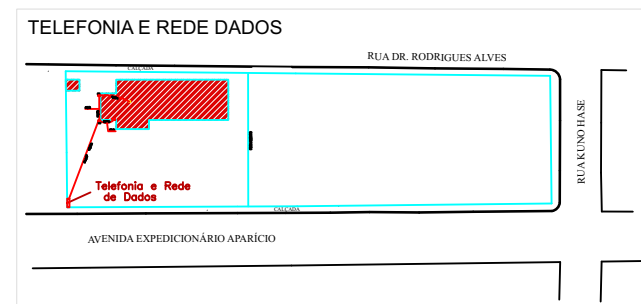 TELEFONIA E REDE DADOS
RUA DR. RODRIGUES ALVES
CALÇADA
RUA KUNO HASE
Telefonia e Rede
de Dados
CALÇADA
AVENIDA EXPEDICIONÁRIO APARÍCIO